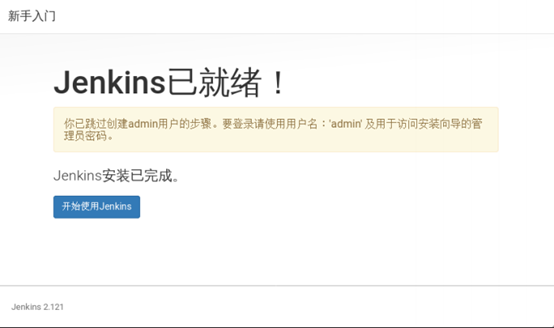 新手入门
Jenkins已就绪！
你已跳过创建admin用户的步骤。要登录请使用用户名：'admin' 及用于访问安装向导的管
理员密码。
Jenkins安装已完成。
开始使用Jenkins
Jenkins 2.121